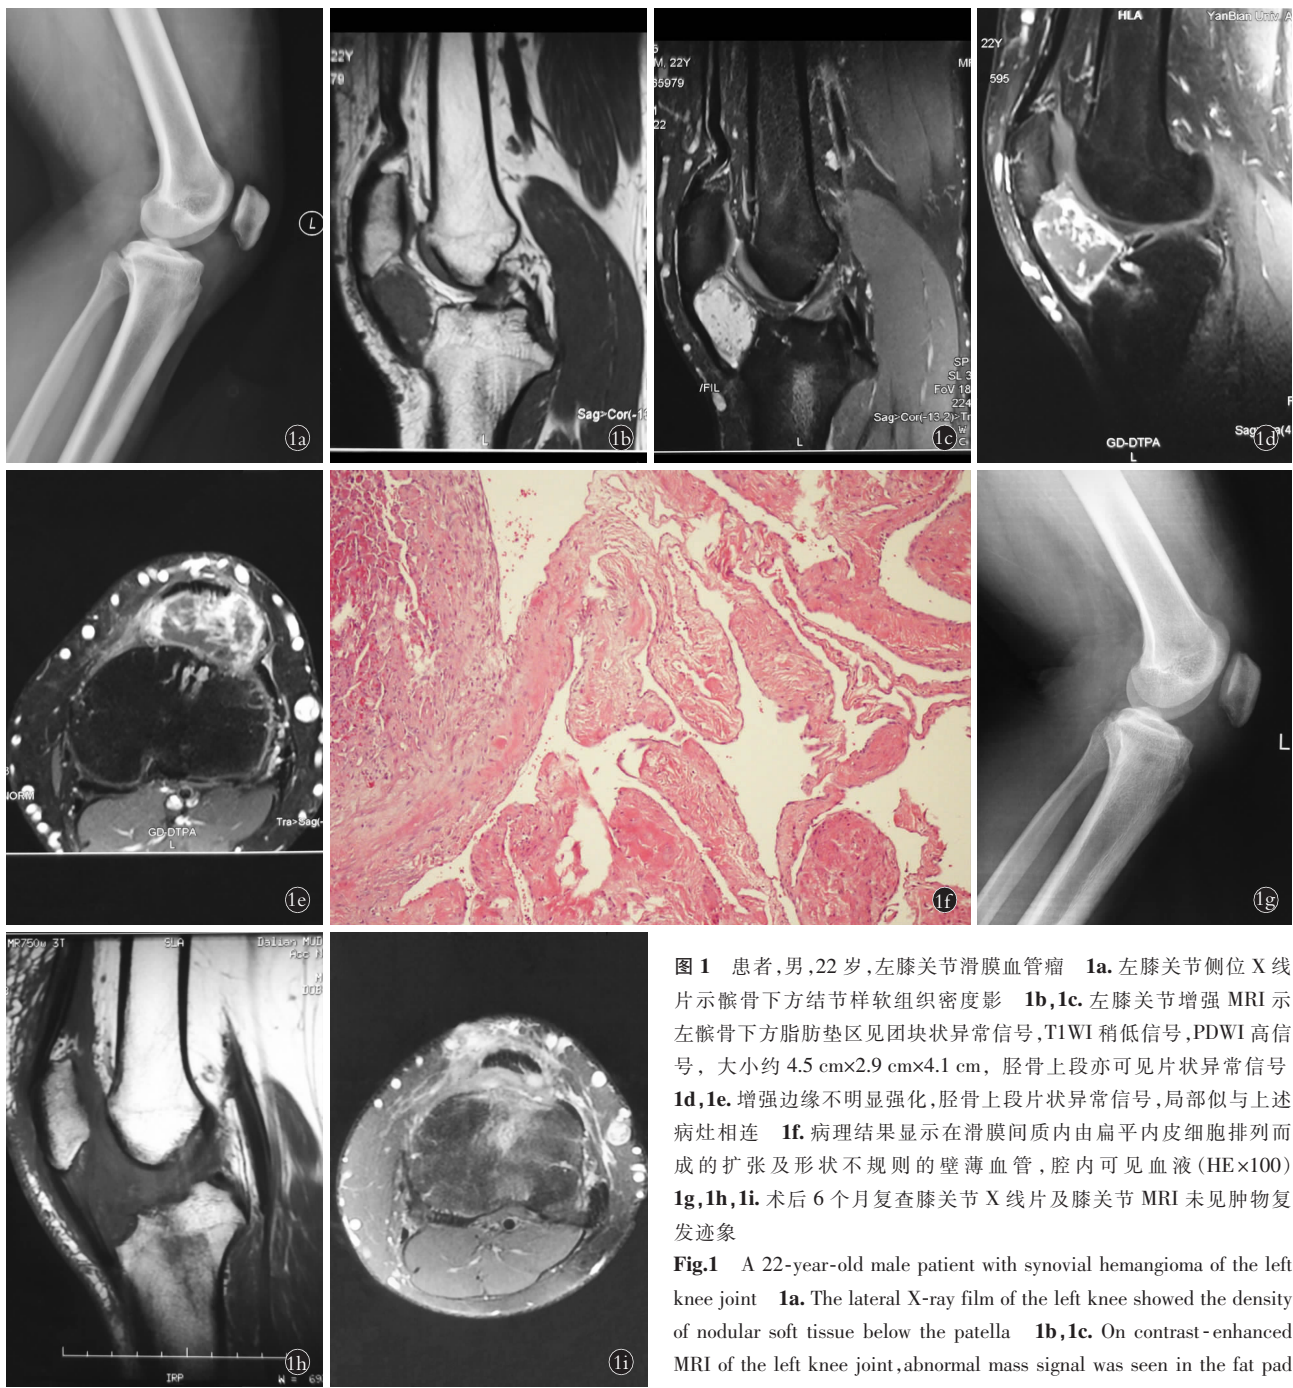 L
1a
22Y
79
Sag>Cor(-1
L
1b
M, 22Y
65979
22
/FIL
SP
SL 3
FoV 18
224
Sag>Cor(-13.2)>Tr
W
C
L
1c
HLA
YanBian Univ. A
22Y
595
Sag
GD-DTPA
L
1d
NORM
GD-DTPA
L
Tra>Sag(-
1e
1f
L
1g
MR750w 3T
SLA
Dalian MUD
Acc N
M
DOB
IRP
W = 69
1h
1i
图1 患者,男,22 岁,左膝关节滑膜血管瘤 1a. 左膝关节侧位 X 线
片示髌骨下方结节样软组织密度影 1b,1c. 左膝关节增强 MRI 示
左髌骨下方脂肪垫区见团块状异常信号,T1WI 稍低信号,PDWI 高信
号, 大小约 4.5 cm×2.9 cm×4.1 cm, 胫骨上段亦可见片状异常信号
1d,1e. 增强边缘不明显强化,胫骨上段片状异常信号,局部似与上述
病灶相连 1f. 病理结果显示在滑膜间质内由扁平内皮细胞排列而
成的扩张及形状不规则的壁薄血管,腔内可见血液(HE×100)
1g,1h,1i. 术后 6 个月复查膝关节 X 线片及膝关节 MRI 未见肿物复
发迹象
Fig.1 A 22-year-old male patient with synovial hemangioma of the left
knee joint 1a. The lateral X-ray film of the left knee showed the density
of nodular soft tissue below the patella 1b,1c. On contrast-enhanced
MRI of the left knee joint,abnormal mass signal was seen in the fat pad